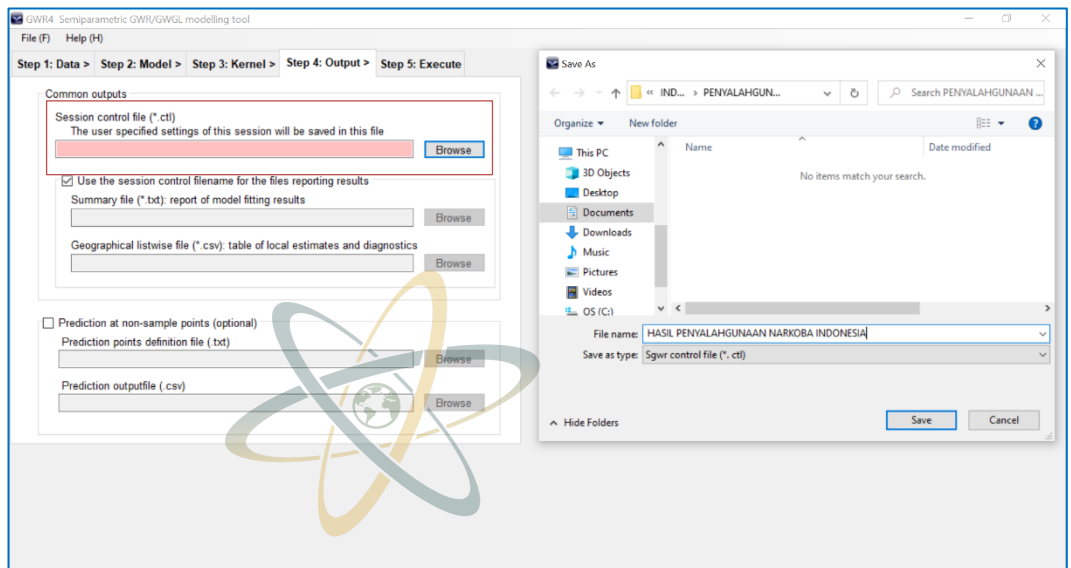 GWR4 Semiparametric GWR/GWGL modelling tool
File (F) Help (H)
Step 1: Data > Step 2: Model > Step 3: Kernel > Step 4: Output > Step 5: Execute
Common outputs
Session control file (*.ctl)
The user specified settings of this session will be saved in this file
Browse
Use the session control filename for the files reporting results
Summary file (*.txt): report of model fitting results
Browse
Geographical listwise file (*.csv): table of local estimates and diagnostics
Browse
Prediction at non-sample points (optional)
Prediction points definition file (.txt)
Browse
Prediction outputfile (.csv)
Browse
Save As
« IND... › PENYALAHGUN...
Search PENYALAHGUNAAN ...
Organize New folder
Name Date modified
No items match your search.
This PC
3D Objects
Desktop
Documents
Downloads
Music
Pictures
Videos
OS (C:)
File name: HASIL PENYALAHGUNAAN NARKOBA INDONESIA
Save as type: Sgwr control file (*. ctl)
Hide Folders
Save Cancel